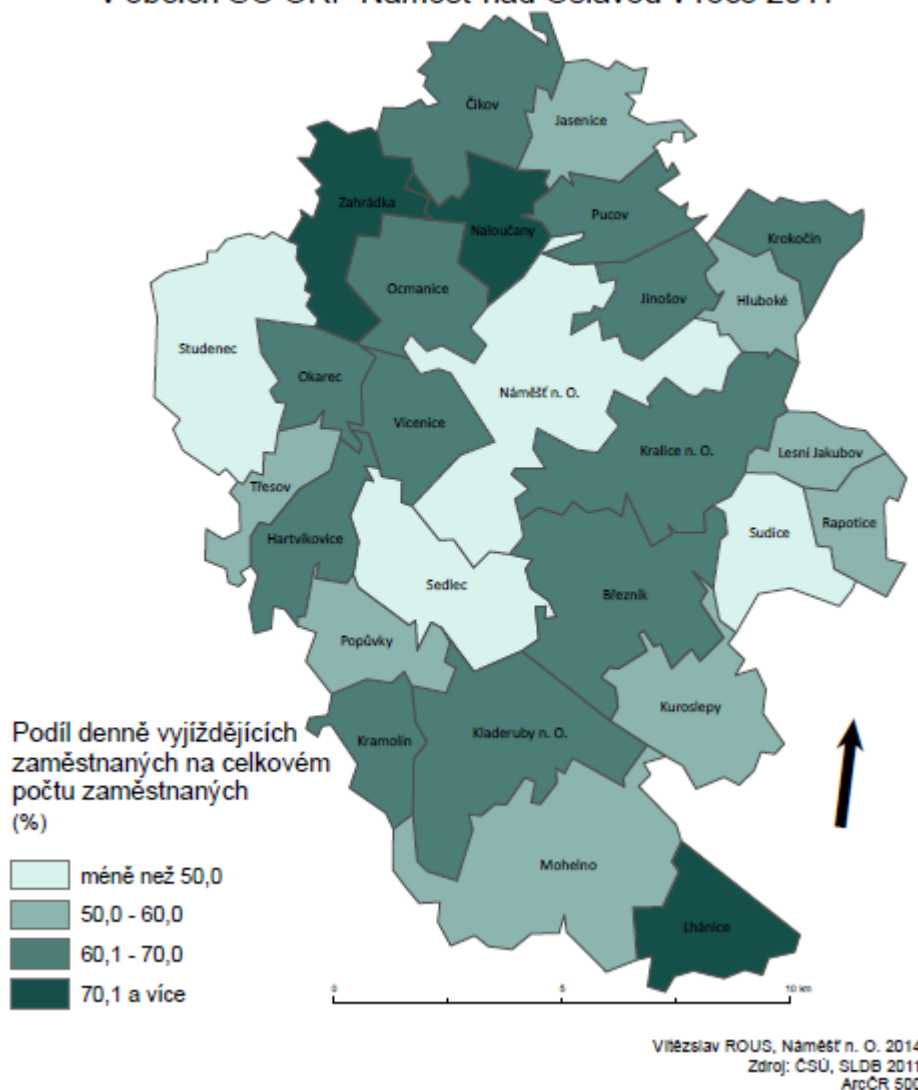 v obcích SO ORP Náměšť nad Oslavou v roce 2011
Čikov
Jasenice
Zahrádka
Naloučany
Pucov
Krokočín
Ocmanice
Jinošov
Hluboké
Studenec
Okarec
Náměšť n. O.
Vícenice
Kralice n. O.
Lesní Jakubov
Třesov
Rapotice
Hartvíkovice
Sudice
Sedlec
Březník
Popůvky
Kuroslepy
Kladeruby n. O.
Kramolín
Mohelno
Lhánice
Podíl denně vyjíždějících
zaměstnaných na celkovém
počtu zaměstnaných
(%)
méně než 50,0
50,0 - 60,0
60,1 - 70,0
70,1 a více
0 5 10 km
Vítězslav ROUS, Náměšť n. O. 2014
Zdroj: ČSÚ, SLDB 2011
ArcČR 500